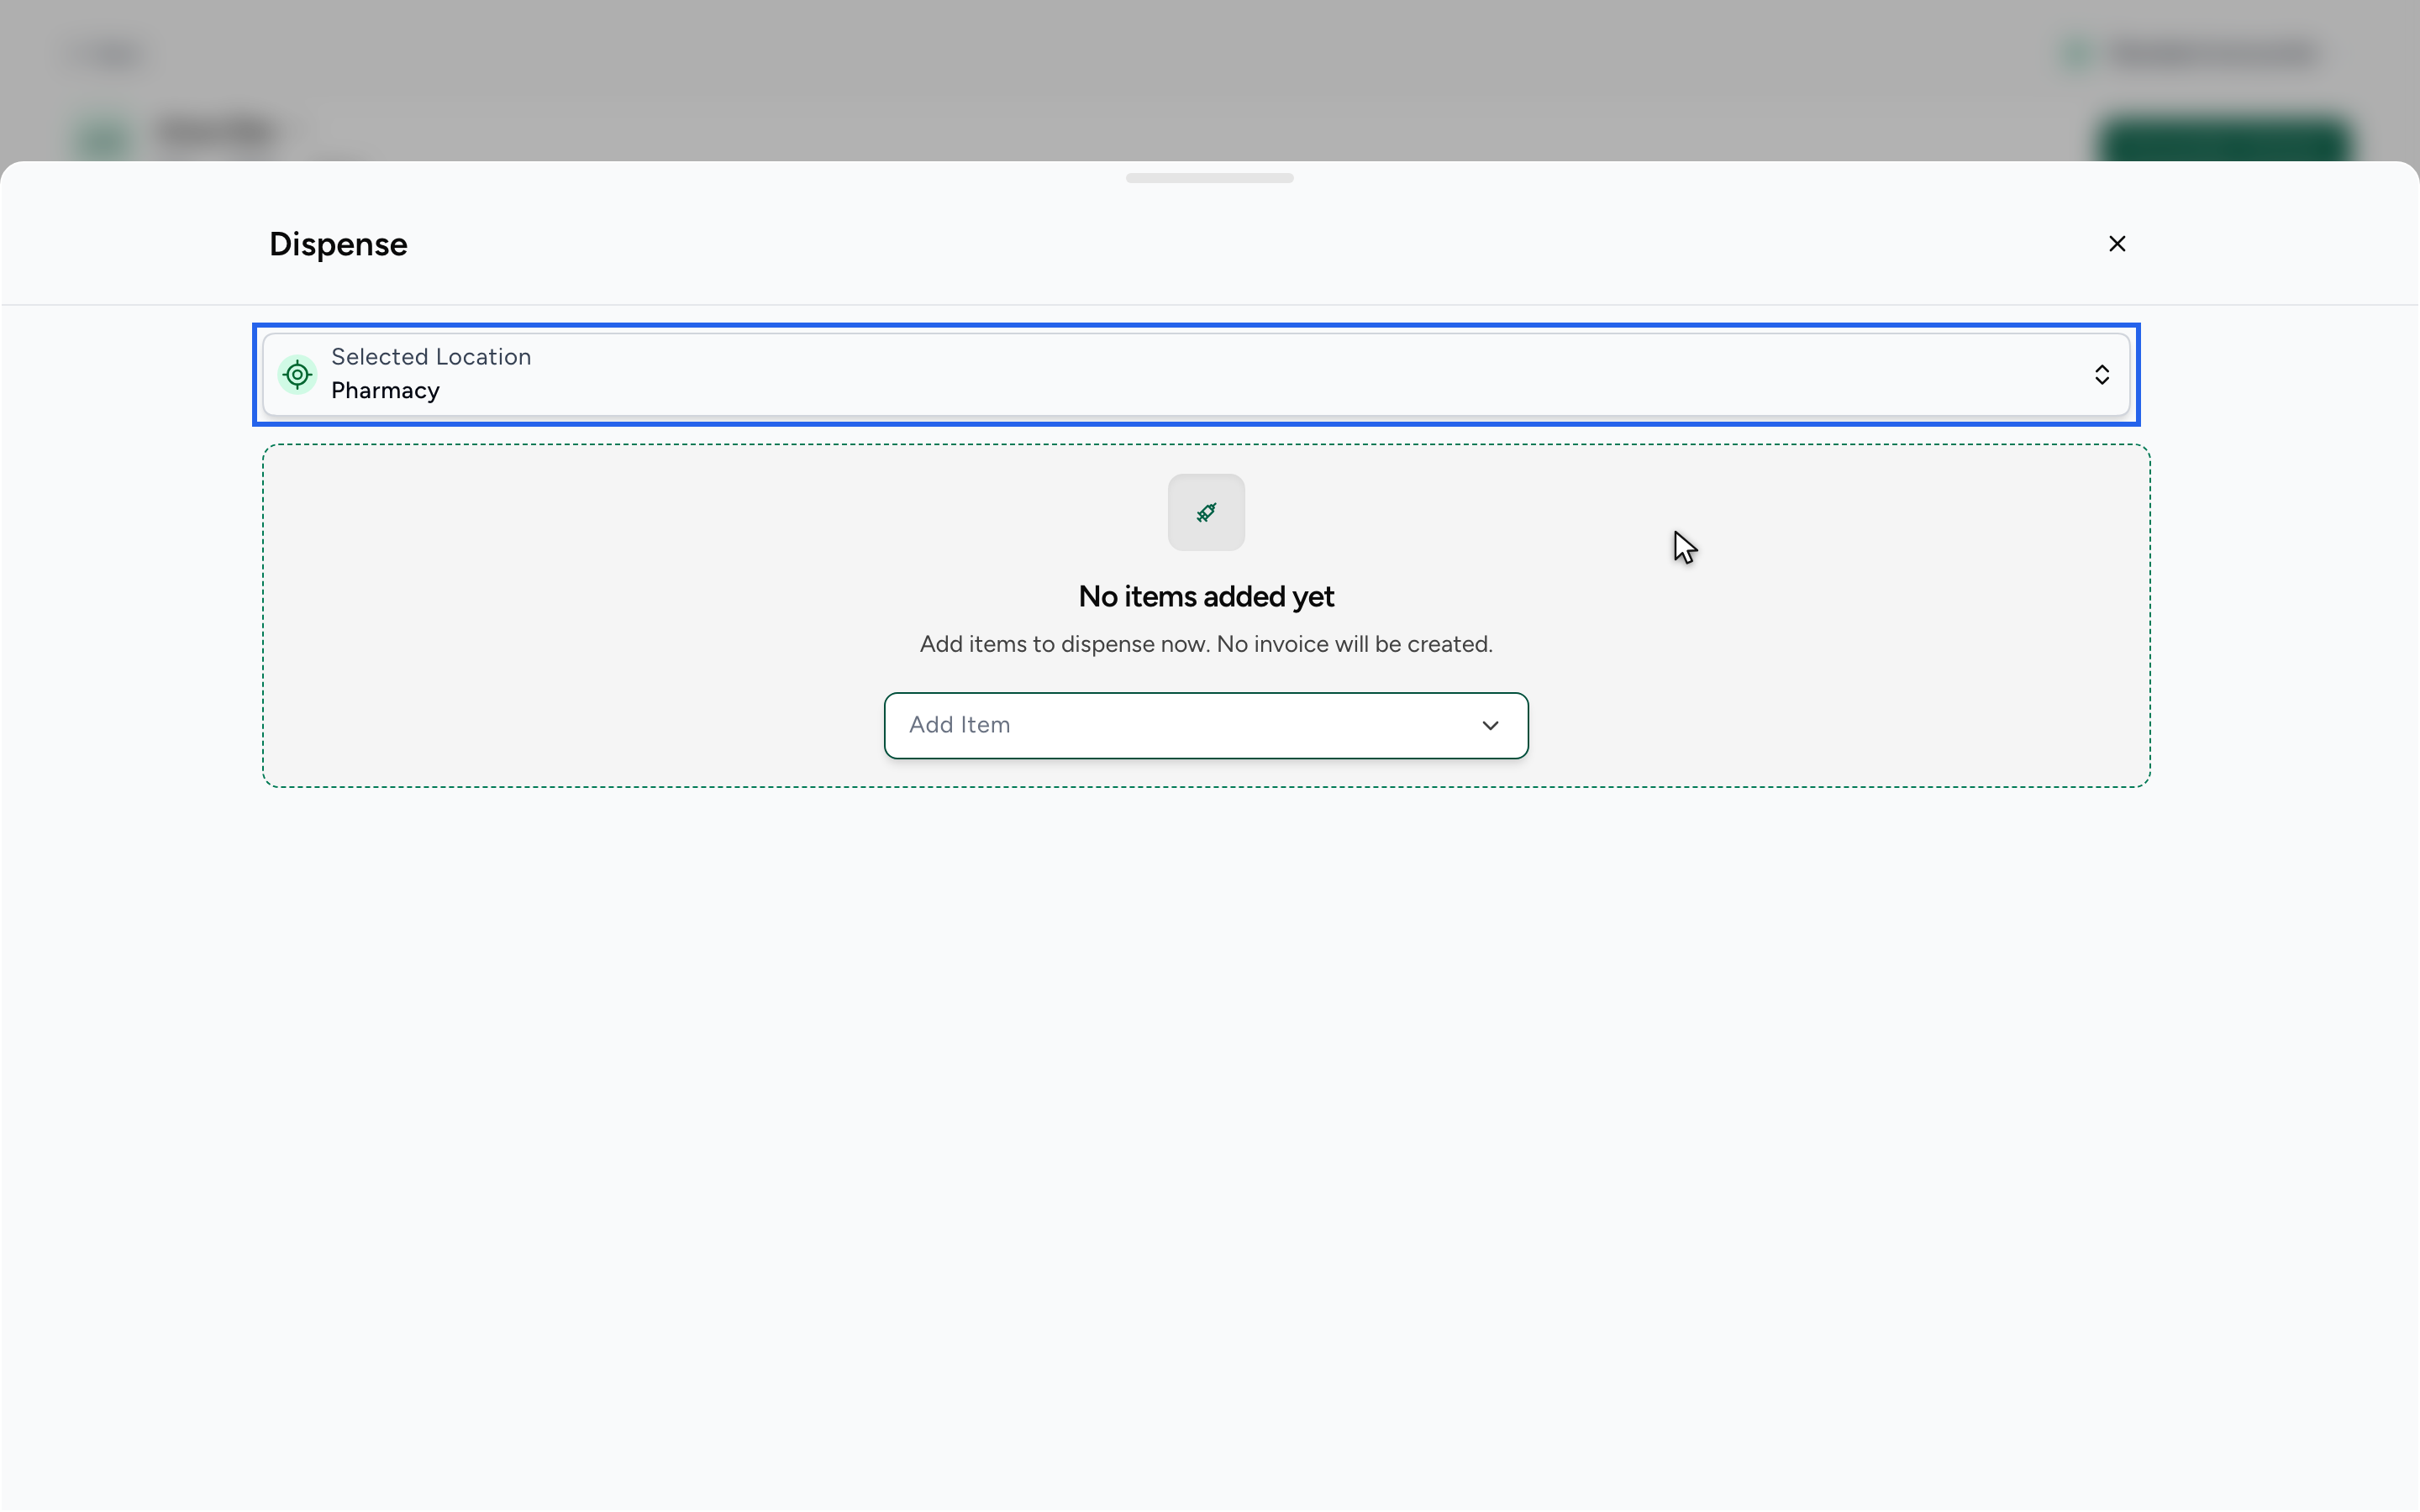 Dispense
Selected Location
Pharmacy
No items added yet
Add items to dispense now. No invoice will be created.
Add Item